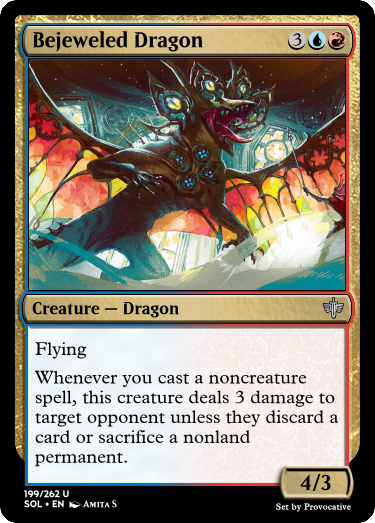 Bejeweled Dragon 3
Creature — Dragon
Flying
Whenever you cast a noncreature
spell, this creature deals 3 damage to
target opponent unless they discard a
card or sacrifice a nonland
permanent.
4/3
199/262 U
SOL • EN Amita S
Set by Provocative